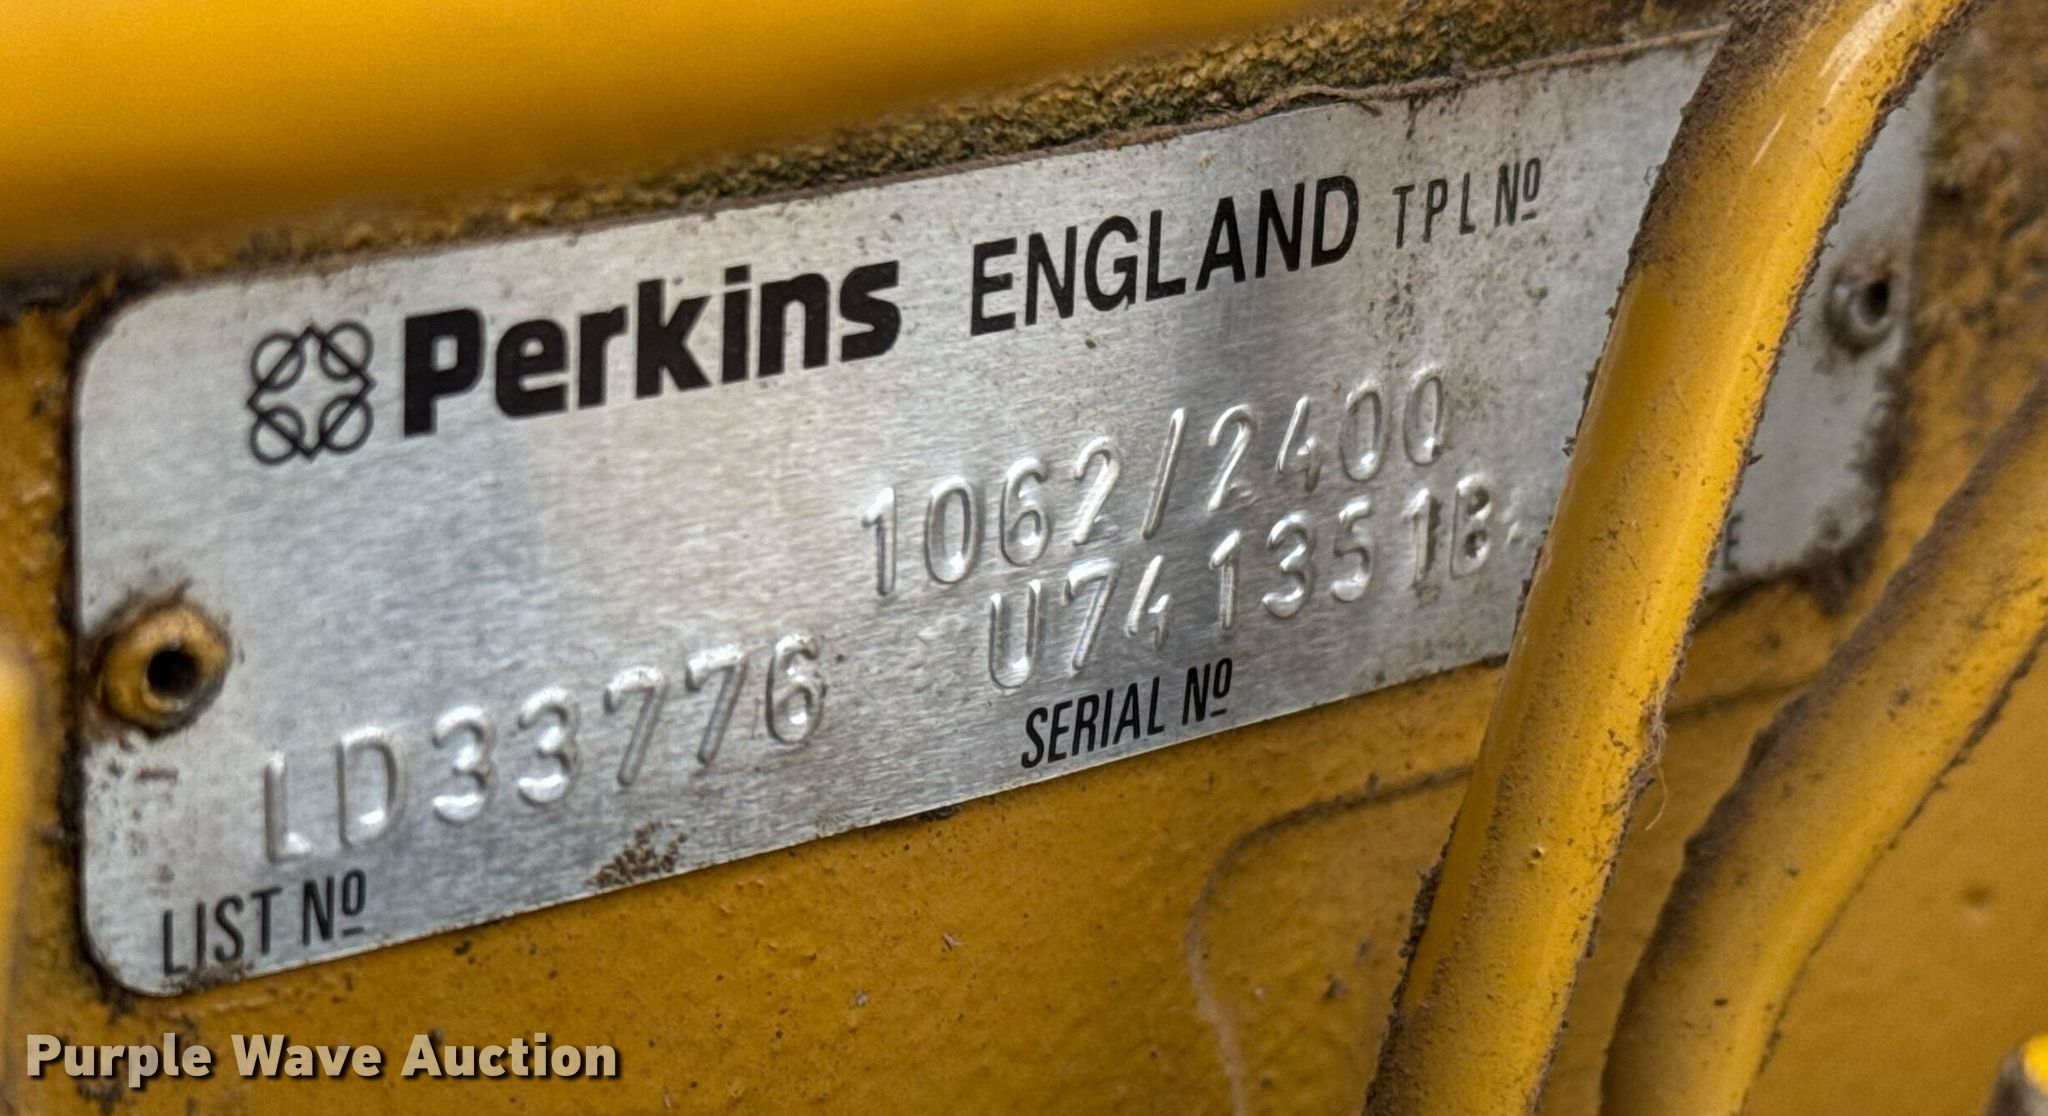 Perkins ENGLAND TPL Nº
1062/2400
LD33776 U741351B
LIST Nº SERIAL Nº
Purple Wave Auction